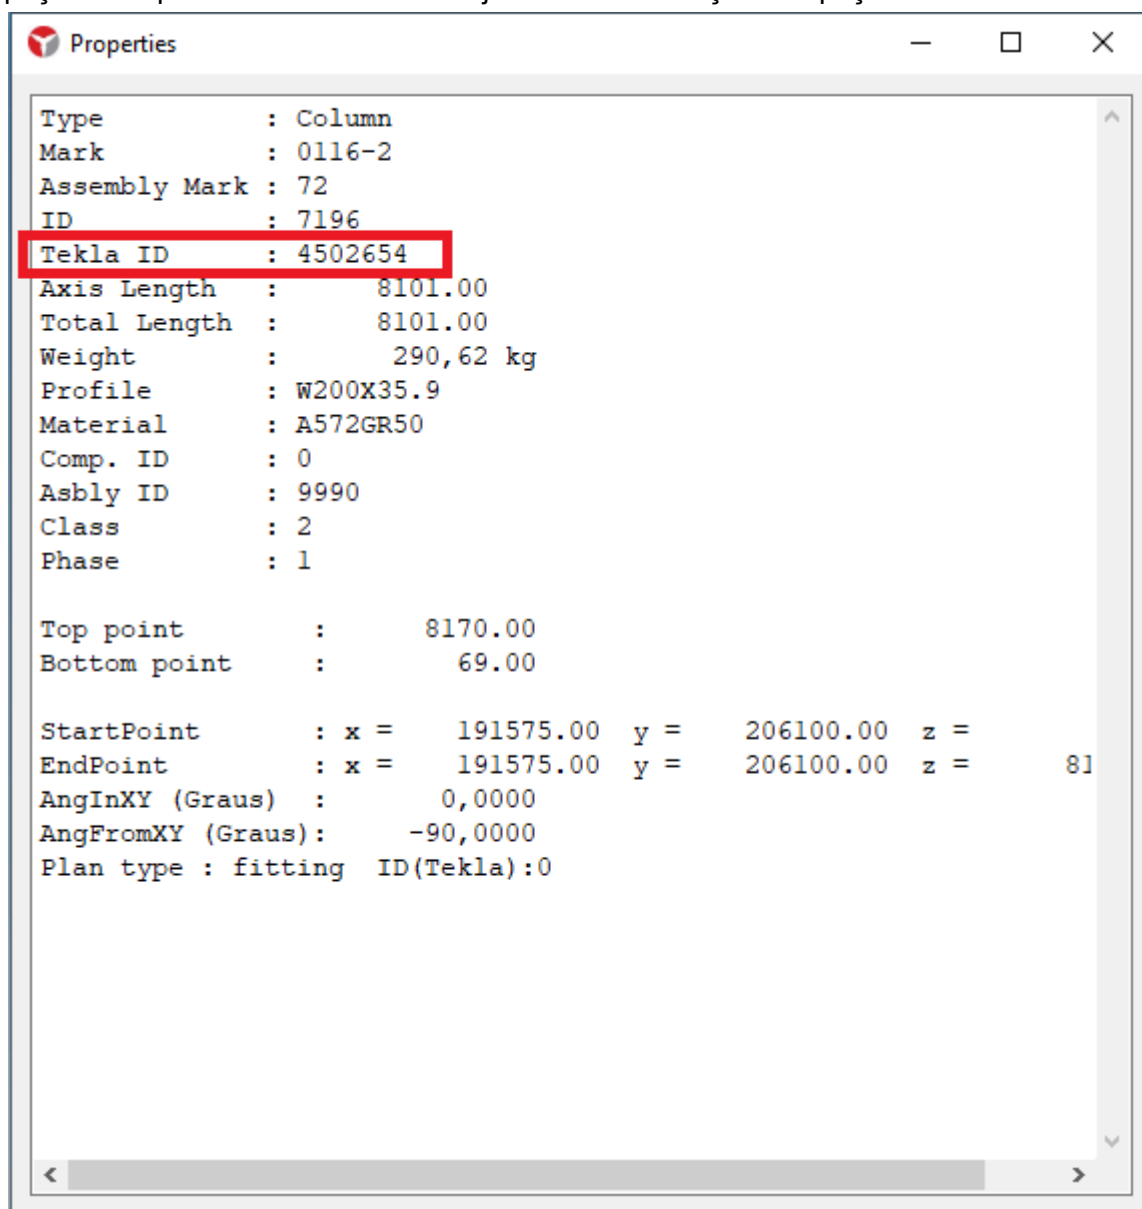 Properties
Type : Column
Mark : 0116-2
Assembly Mark : 72
ID : 7196
Tekla ID : 4502654
Axis Length : 8101.00
Total Length : 8101.00
Weight : 290,62 kg
Profile : W200X35.9
Material : A572GR50
Comp. ID : 0
Asbly ID : 9990
Class : 2
Phase : 1
Top point : 8170.00
Bottom point : 69.00
StartPoint : x = 191575.00 y = 206100.00 z =
EndPoint : x = 191575.00 y = 206100.00 z = 81
AngInXY (Graus) : 0,0000
AngFromXY (Graus): -90,0000
Plan type : fitting ID(Tekla):0